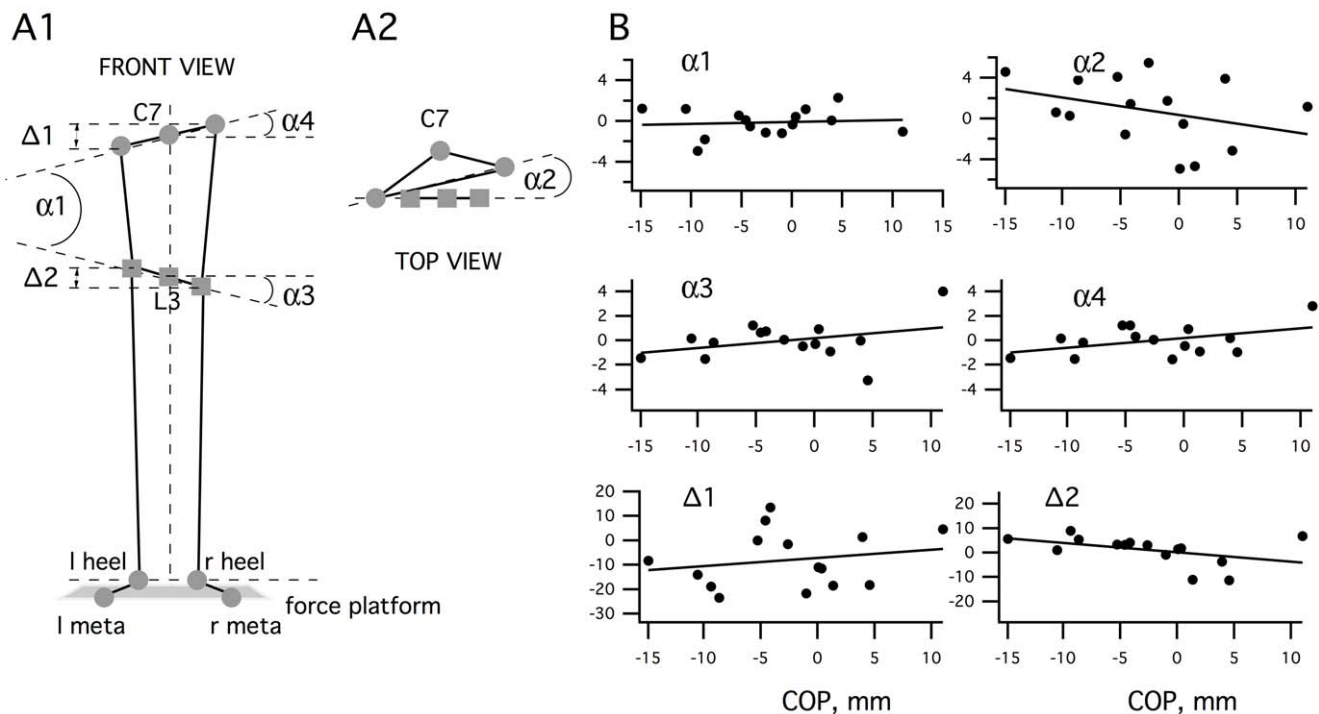 A1
FRONT VIEW
C7
Δ1
α4
α1
Δ2
L3
α3
l heel
r heel
force platform
l meta
r meta
A2
C7
α2
TOP VIEW
B
α1
4
0
-4
-15 -10 -5 0 5 10 15
α2
4
0
-4
-15 -10 -5 0 5 10
α3
4
2
0
-2
-4
-15 -10 -5 0 5 10
α4
4
2
0
-2
-4
-15 -10 -5 0 5 10
Δ1
20
10
0
-10
-20
-30
-15 -10 -5 0 5 10
COP, mm
Δ2
20
10
0
-10
-20
-15 -10 -5 0 5 10
COP, mm